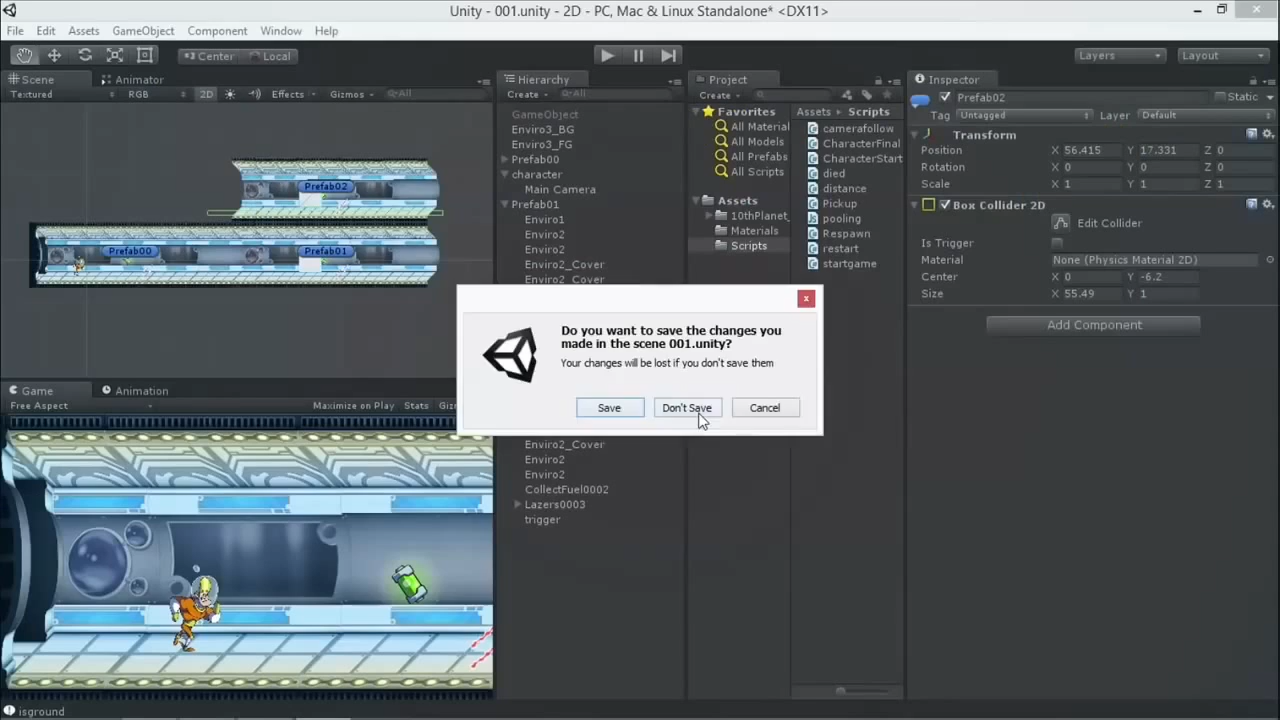 Unity - 001.unity - 2D - PC, Mac & Linux Standalone* <DX11>
File Edit Assets GameObject Component Window Help
Center Local Layers Layout
Scene Animator
Textured RGB 2D Effects Gizmos All
Prefab02
Prefab00 Prefab01
Game Animation
Free Aspect Maximize on Play Stats Giz
Hierarchy
Create All
GameObject
Enviro3_BG
Enviro3_FG
Prefab00
character
Main Camera
Prefab01
Enviro1
Enviro2
Enviro2
Enviro2_Cover
Enviro2_Cover
Enviro2_Cover
Enviro2
Enviro2
CollectFuel0002
Lazers0003
trigger
Project
Create
Favorites
All Material
All Models
All Prefabs
All Scripts
Assets
10thPlanet_
Materials
Scripts
Assets Scripts
camerafollow
CharacterFinal
CharacterStart
died
distance
Pickup
pooling
Respawn
restart
startgame
Inspector
Prefab02 Static
Tag Untagged Layer Default
Transform
Position X 56.415 Y 17.331 Z 0
Rotation X 0 Y 0 Z 0
Scale X 1 Y 1 Z 1
Box Collider 2D
Edit Collider
Is Trigger
Material None (Physics Material 2D)
Center X 0 Y -6.2
Size X 55.49 Y 1
Add Component
x
Do you want to save the changes you
made in the scene 001.unity?
Your changes will be lost if you don't save them
Save Don't Save Cancel
isground